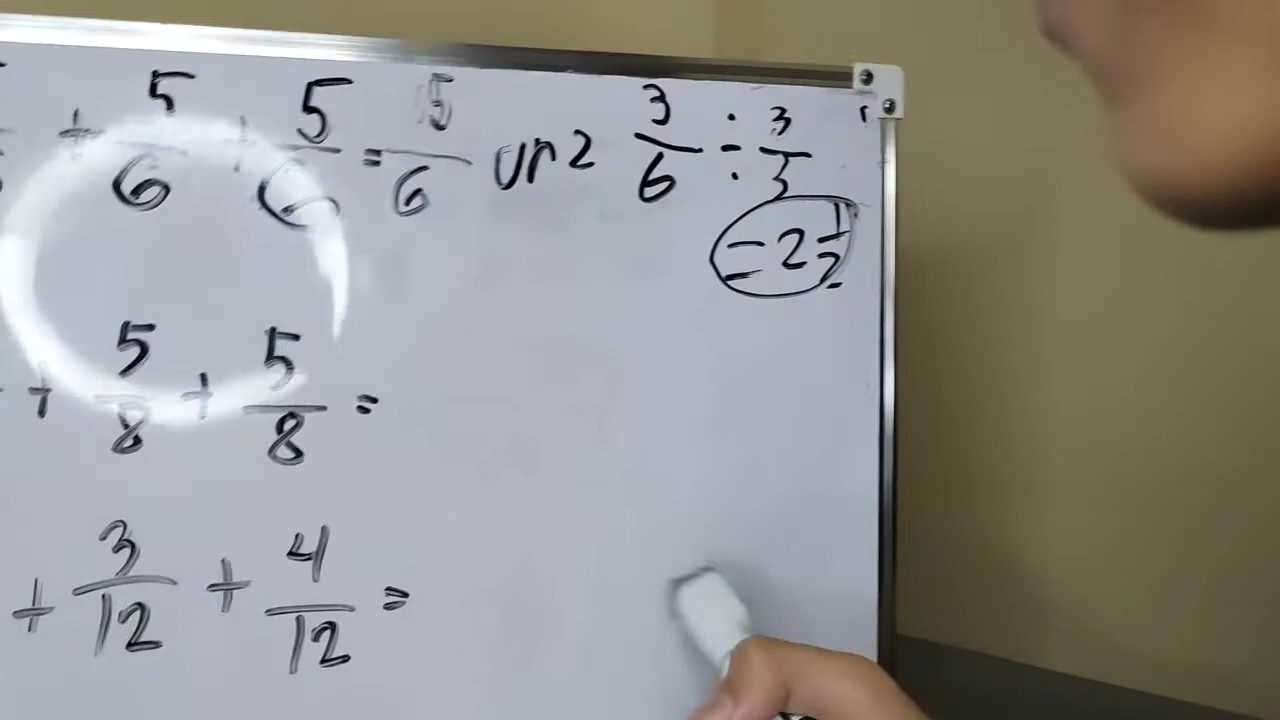 + 5/6 + 5/6 = 15/6 or 2 3/6 ÷ 3/3
= 2 1/2
+ 5/8 + 5/8 =
+ 3/12 + 4/12 =